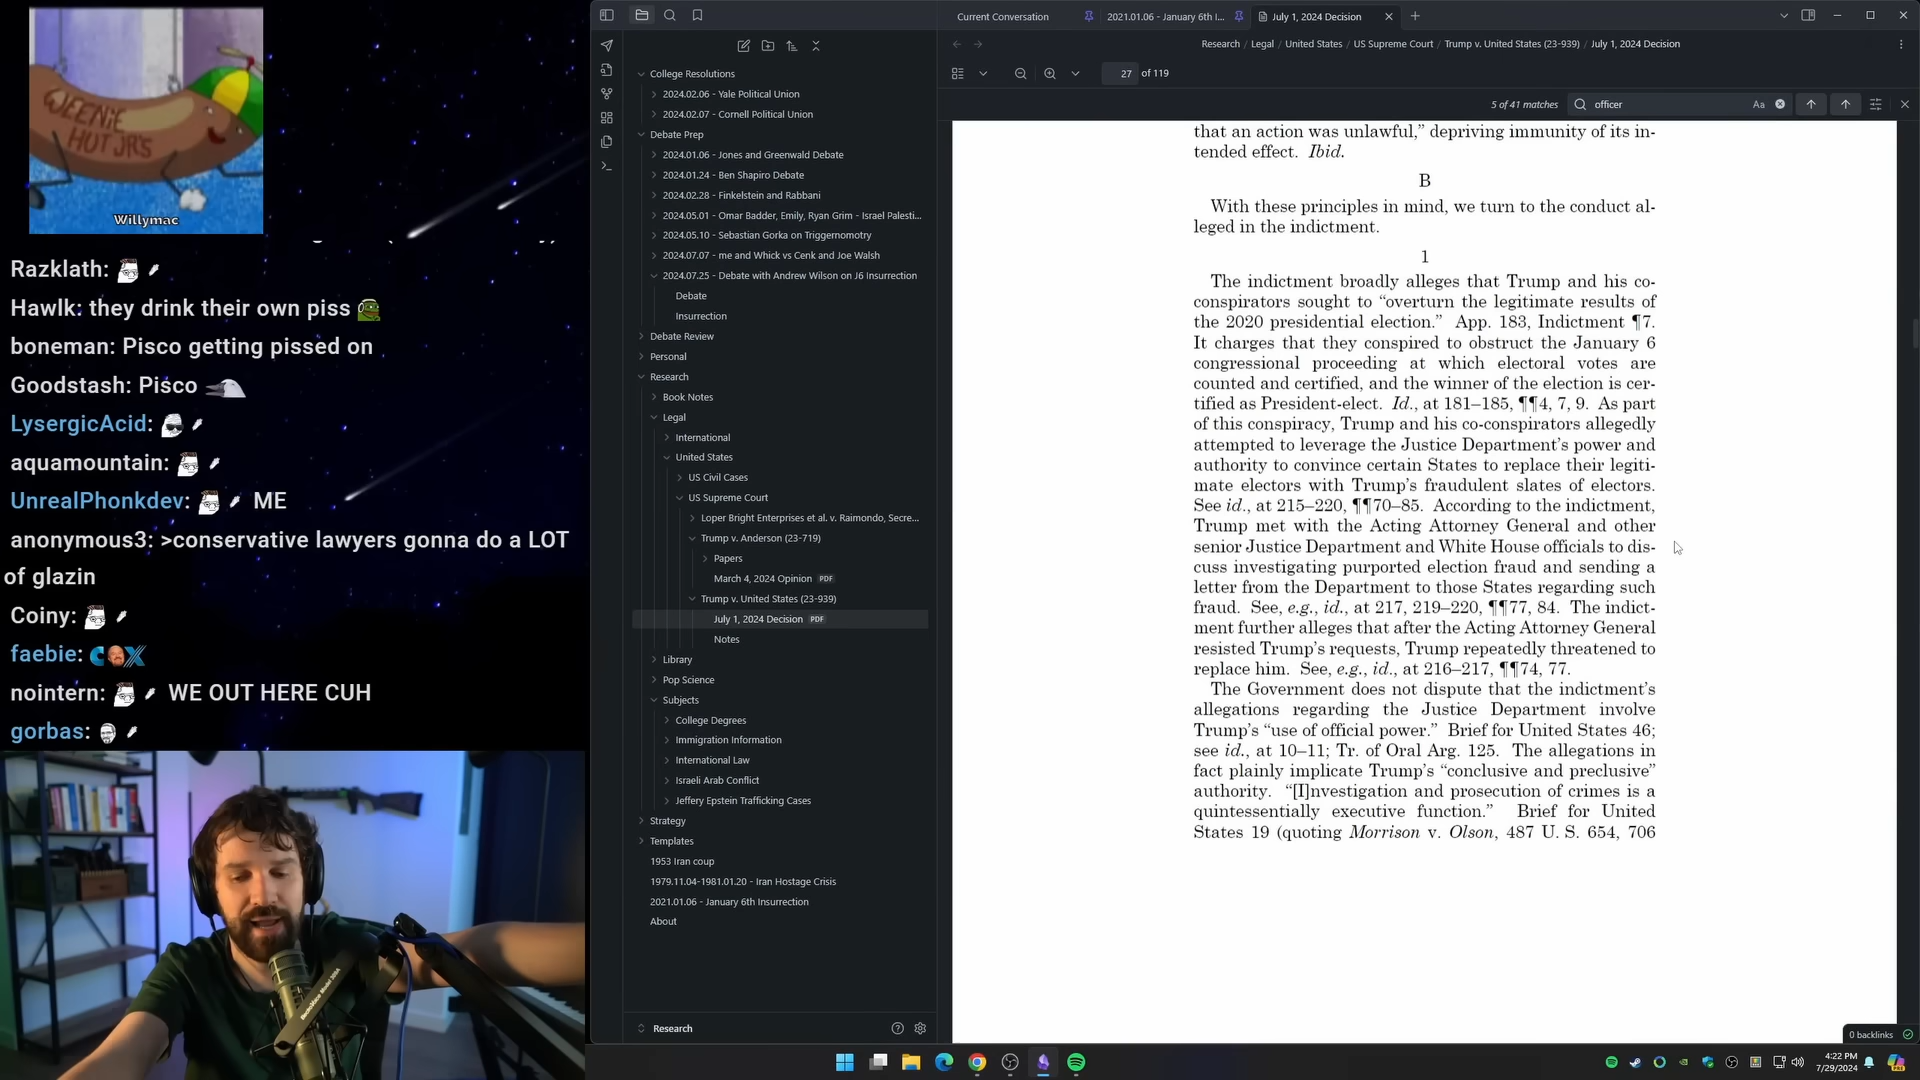 WEENIE
HUT JR'S
Willymac
Razklath:
Hawlk: they drink their own piss
boneman: Pisco getting pissed on
Goodstash: Pisco
LysergicAcid:
aquamountain:
UnrealPhonkdev: ME
anonymous3: >conservative lawyers gonna do a LOT
of glazin
Coiny:
faebie:
nointern: WE OUT HERE CUH
gorbas:
College Resolutions
2024.02.06 - Yale Political Union
2024.02.07 - Cornell Political Union
Debate Prep
2024.01.06 - Jones and Greenwald Debate
2024.01.24 - Ben Shapiro Debate
2024.02.28 - Finkelstein and Rabbani
2024.05.01 - Omar Badder, Emily, Ryan Grim - Israel Palesti...
2024.05.10 - Sebastian Gorka on Triggernomotry
2024.07.07 - me and Whick vs Cenk and Joe Walsh
2024.07.25 - Debate with Andrew Wilson on J6 Insurrection
Debate
Insurrection
Debate Review
Personal
Research
Book Notes
Legal
International
United States
US Civil Cases
US Supreme Court
Loper Bright Enterprises et al. v. Raimondo, Secre...
Trump v. Anderson (23-719)
Papers
March 4, 2024 Opinion PDF
Trump v. United States (23-939)
July 1, 2024 Decision PDF
Notes
Library
Pop Science
Subjects
College Degrees
Immigration Information
International Law
Israeli Arab Conflict
Jeffery Epstein Trafficking Cases
Strategy
Templates
1953 Iran coup
1979.11.04-1981.01.20 - Iran Hostage Crisis
2021.01.06 - January 6th Insurrection
About
Research
Current Conversation
2021.01.06 - January 6th I...
July 1, 2024 Decision
Research / Legal / United States / US Supreme Court / Trump v. United States (23-939) / July 1, 2024 Decision
27 of 119
5 of 41 matches
officer
Aa
that an action was unlawful,” depriving immunity of its in-
tended effect. Ibid.
B
With these principles in mind, we turn to the conduct al-
leged in the indictment.
1
The indictment broadly alleges that Trump and his co-
conspirators sought to “overturn the legitimate results of
the 2020 presidential election.” App. 183, Indictment ¶7.
It charges that they conspired to obstruct the January 6
congressional proceeding at which electoral votes are
counted and certified, and the winner of the election is cer-
tified as President-elect. Id., at 181–185, ¶¶4, 7, 9. As part
of this conspiracy, Trump and his co-conspirators allegedly
attempted to leverage the Justice Department’s power and
authority to convince certain States to replace their legiti-
mate electors with Trump’s fraudulent slates of electors.
See id., at 215–220, ¶¶70–85. According to the indictment,
Trump met with the Acting Attorney General and other
senior Justice Department and White House officials to dis-
cuss investigating purported election fraud and sending a
letter from the Department to those States regarding such
fraud. See, e.g., id., at 217, 219–220, ¶¶77, 84. The indict-
ment further alleges that after the Acting Attorney General
resisted Trump’s requests, Trump repeatedly threatened to
replace him. See, e.g., id., at 216–217, ¶¶74, 77.
The Government does not dispute that the indictment’s
allegations regarding the Justice Department involve
Trump’s “use of official power.” Brief for United States 46;
see id., at 10–11; Tr. of Oral Arg. 125. The allegations in
fact plainly implicate Trump’s “conclusive and preclusive”
authority. “[I]nvestigation and prosecution of crimes is a
quintessentially executive function.” Brief for United
States 19 (quoting Morrison v. Olson, 487 U. S. 654, 706
0 backlinks
4:22 PM
7/29/2024